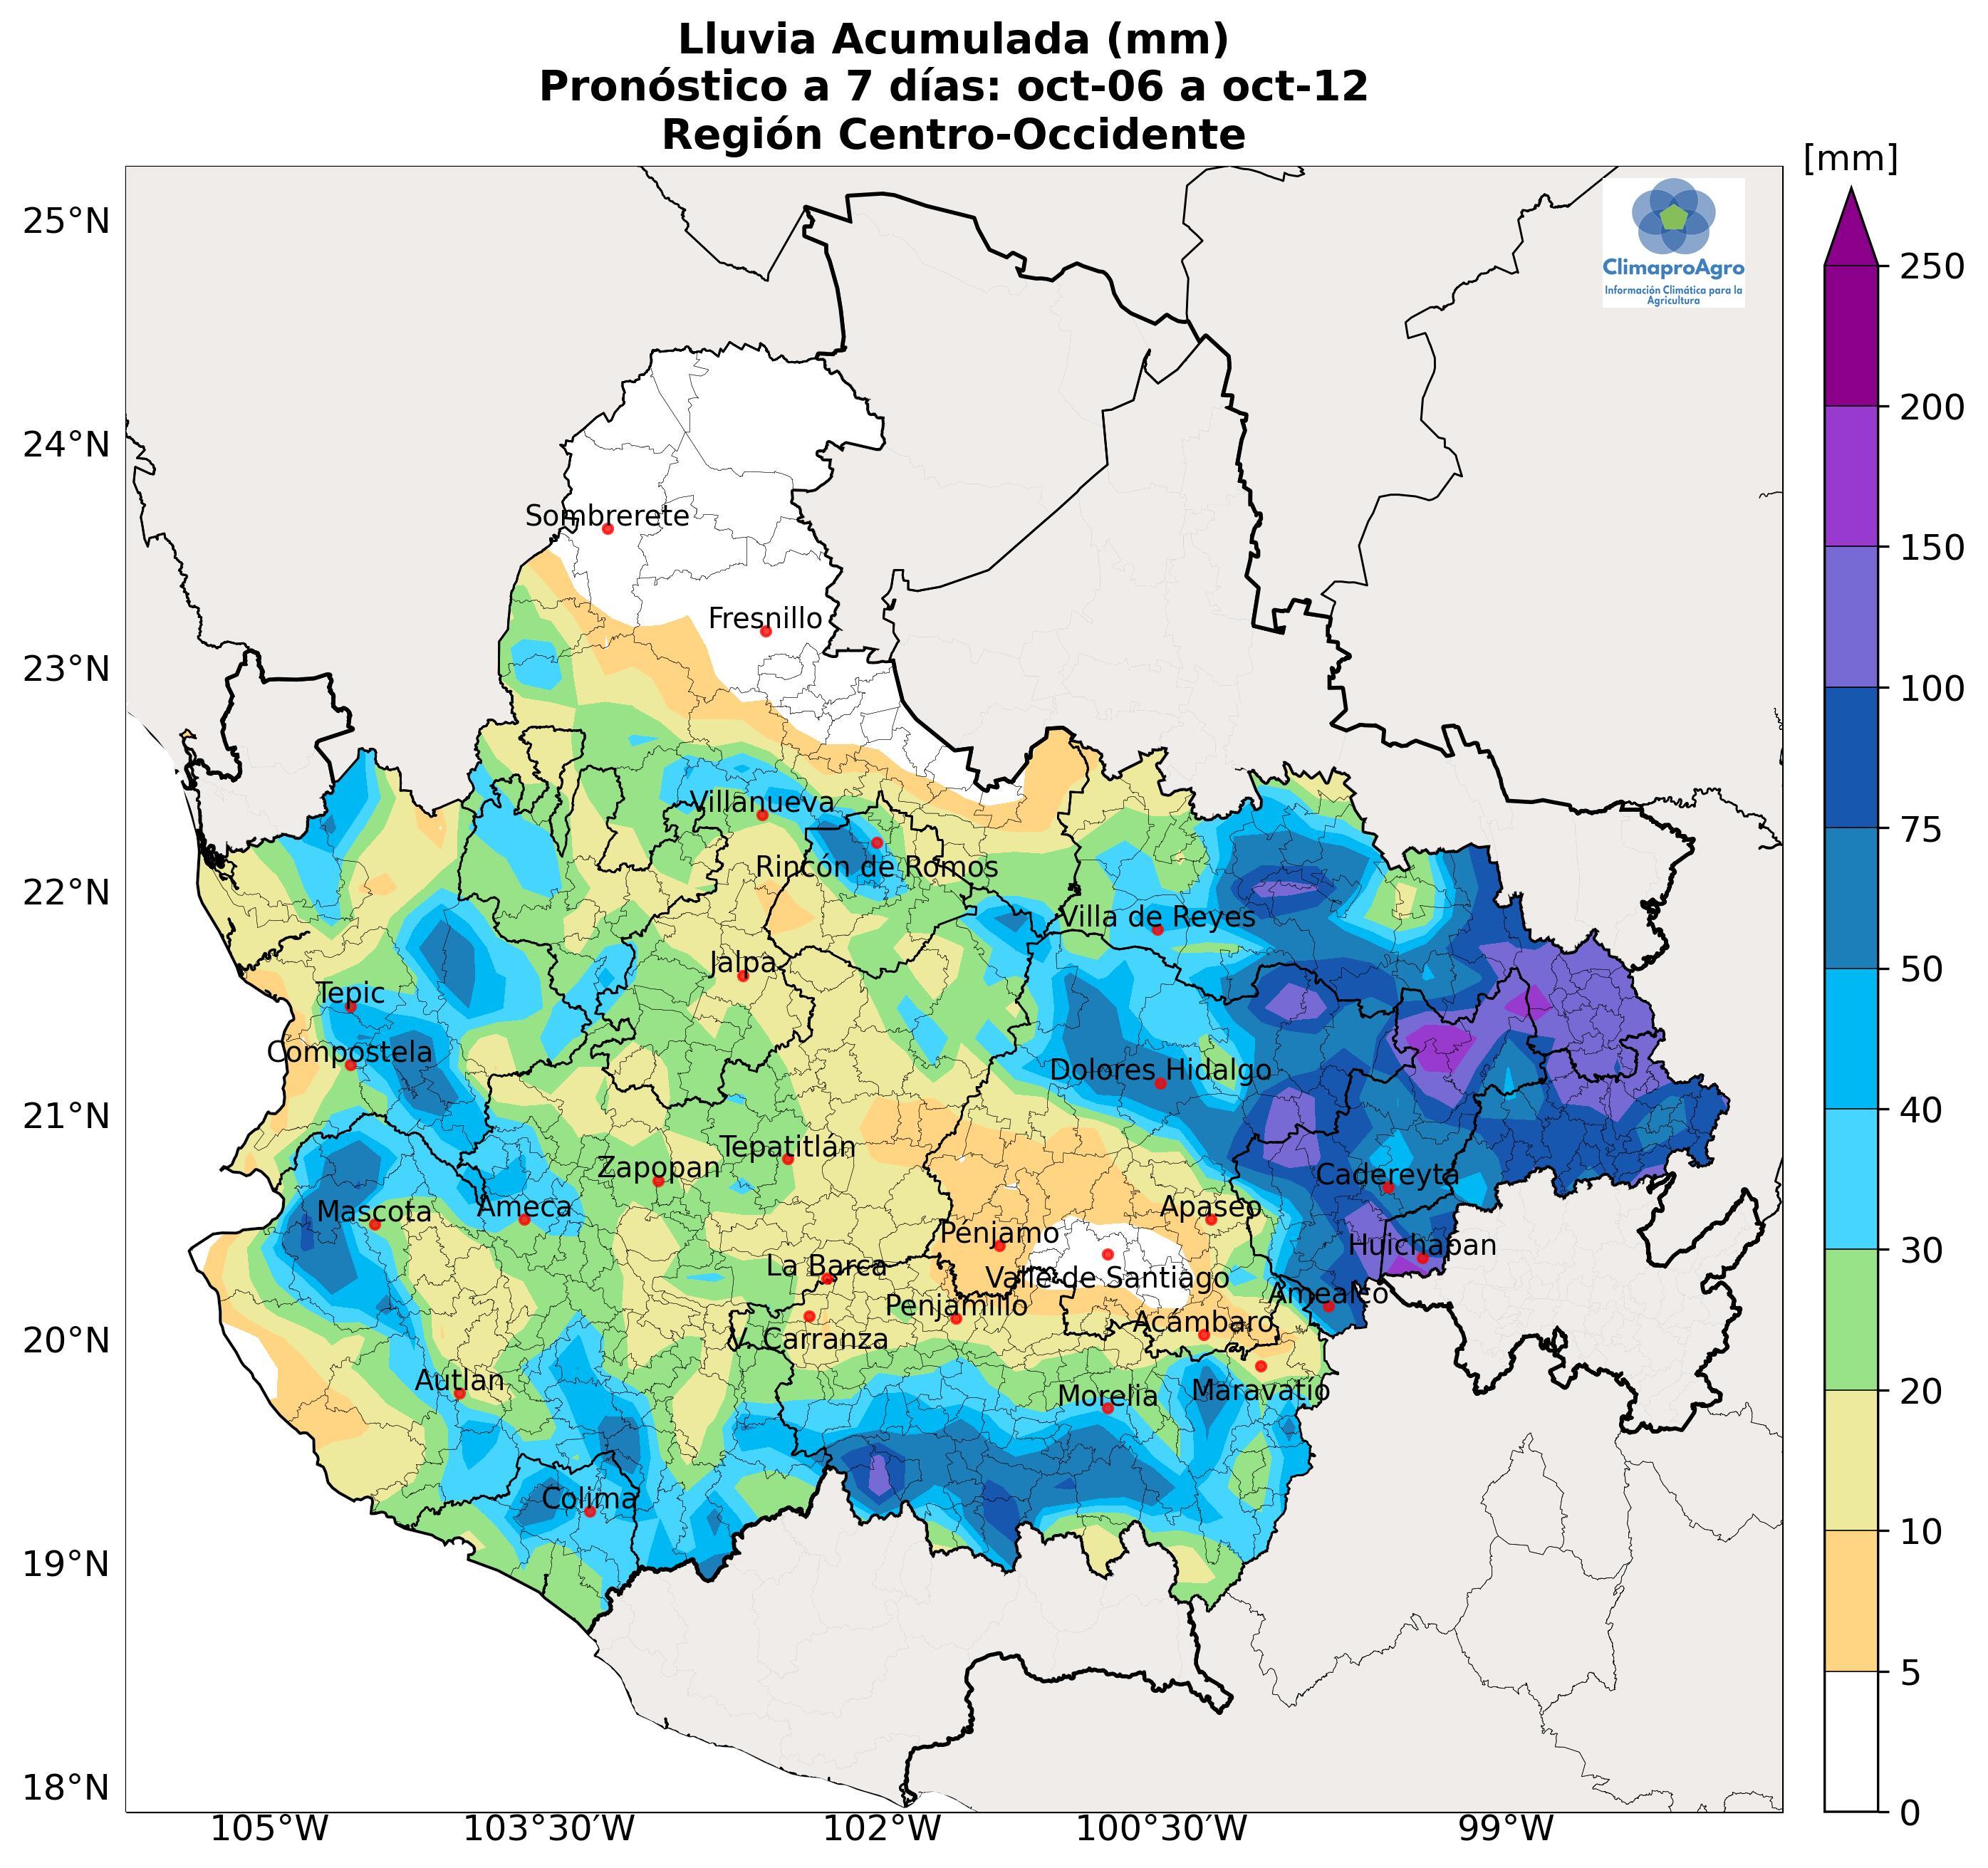 Lluvia Acumulada (mm)
Pronóstico a 7 días: oct-06 a oct-12
Región Centro-Occidente
[mm]
ClimaproAgro
Información Climática para la
Agricultura
25°N
24°N
23°N
22°N
21°N
20°N
19°N
18°N
105°W
103°30'W
102°W
100°30'W
99°W
250
200
150
100
75
50
40
30
20
10
5
0
Sombrerete
Fresnillo
Villanueva
Rincón de Romos
Villa de Reyes
Jalpa
Tepic
Compostela
Dolores Hidalgo
Tepatitlán
Zapopan
Cadereyta
Mascota
Ameca
Apaseo
Pénjamo
Huichapan
La Barca
Valle de Santiago
Amealco
Penjamillo
Acámbaro
V. Carranza
Autlan
Morelia
Maravatío
Colima